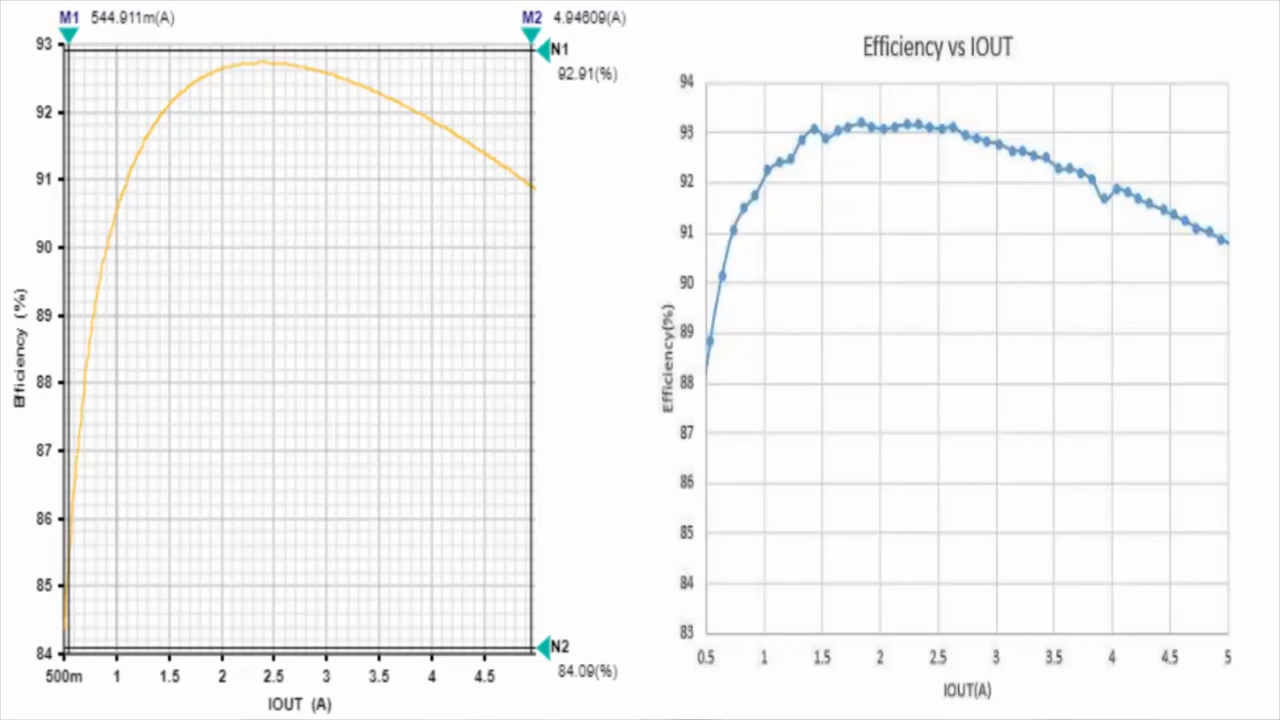 M1 544.911m(A)
M2 4.94609(A)
93
N1
92.91(%)
92
91
90
89
88
87
86
85
84
N2
84.09(%)
Efficiency (%)
500m 1 1.5 2 2.5 3 3.5 4 4.5
IOUT (A)
Efficiency vs IOUT
94
93
92
91
90
89
88
87
86
85
84
83
Efficiency(%)
0.5 1 1.5 2 2.5 3 3.5 4 4.5 5
IOUT(A)